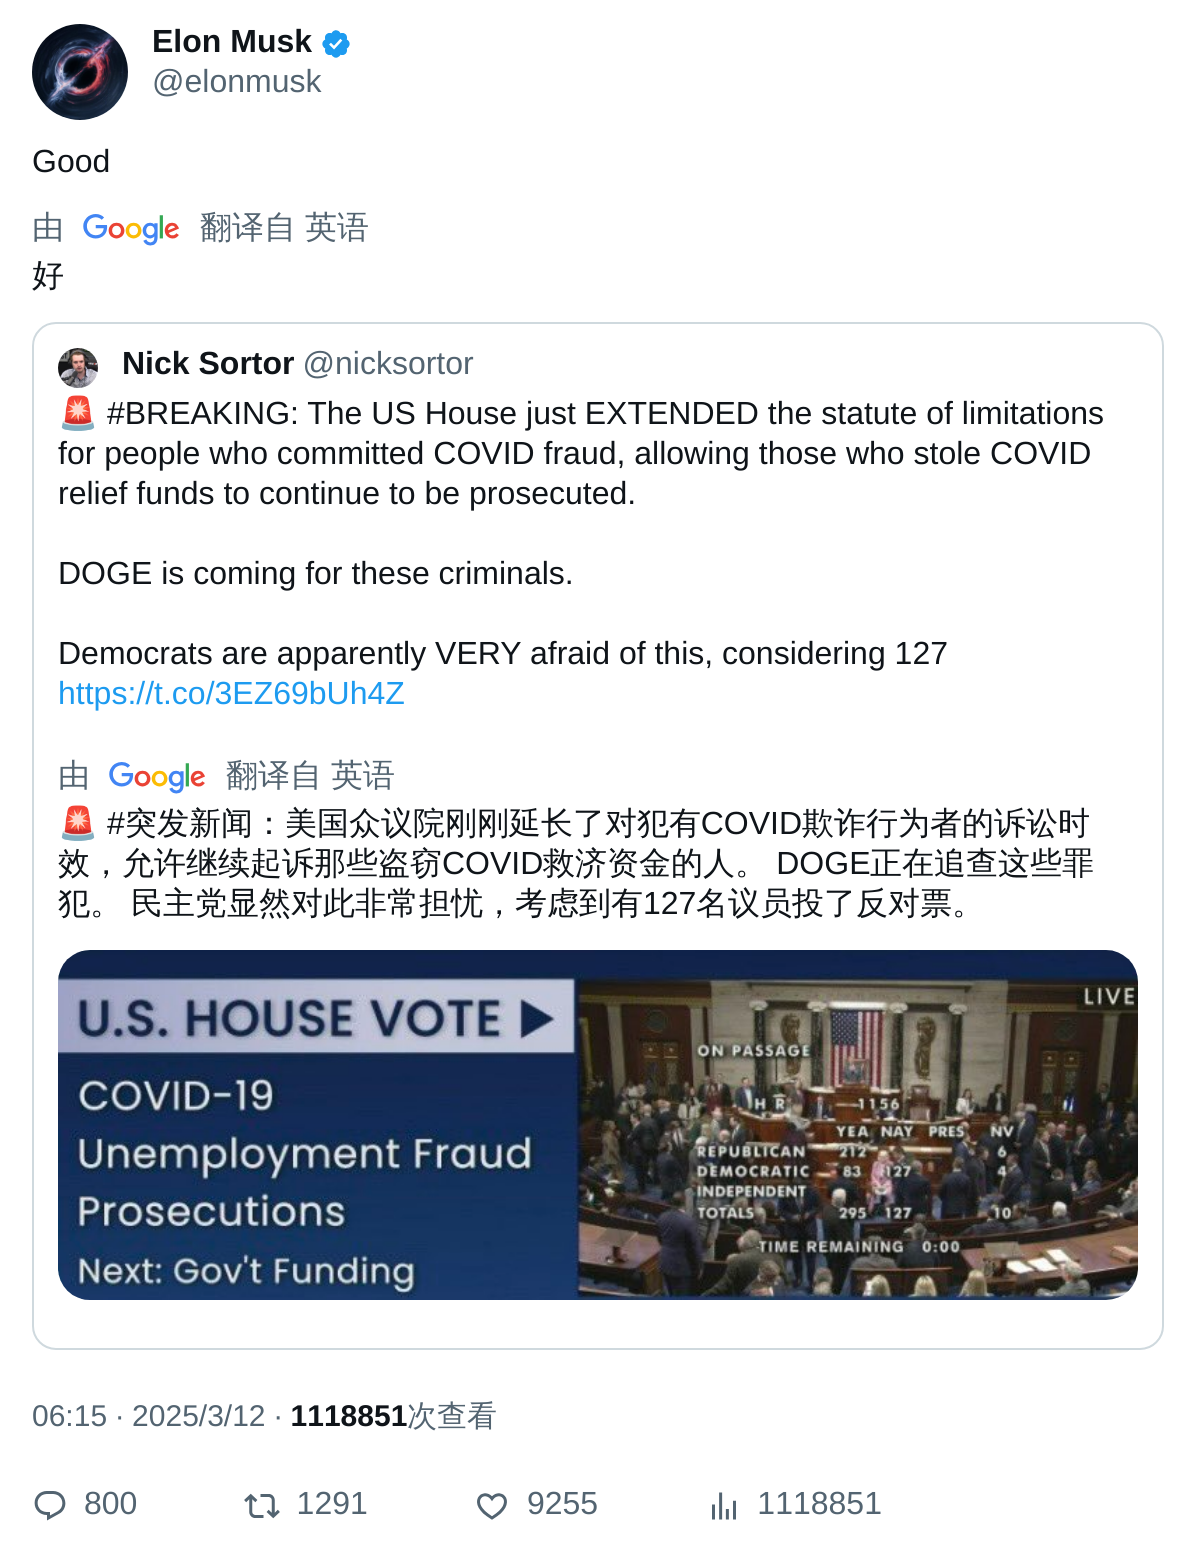 Elon Musk
@elonmusk
Good
由 Google 翻译自 英语
好
Nick Sortor @nicksortor
🚨 #BREAKING: The US House just EXTENDED the statute of limitations
for people who committed COVID fraud, allowing those who stole COVID
relief funds to continue to be prosecuted.
DOGE is coming for these criminals.
Democrats are apparently VERY afraid of this, considering 127
https://t.co/3EZ69bUh4Z
由 Google 翻译自 英语
🚨 #突发新闻：美国众议院刚刚延长了对犯有COVID欺诈行为者的诉讼时
效，允许继续起诉那些盗窃COVID救济资金的人。 DOGE正在追查这些罪
犯。 民主党显然对此非常担忧，考虑到有127名议员投了反对票。
U.S. HOUSE VOTE ▶
COVID-19
Unemployment Fraud
Prosecutions
Next: Gov't Funding
LIVE
ON PASSAGE
H R 1156
YEA NAY PRES NV
REPUBLICAN 212 6
DEMOCRATIC 83 127 4
INDEPENDENT
TOTALS 295 127 10
TIME REMAINING 0:00
06:15 · 2025/3/12 · 1118851次查看
800 1291 9255 1118851